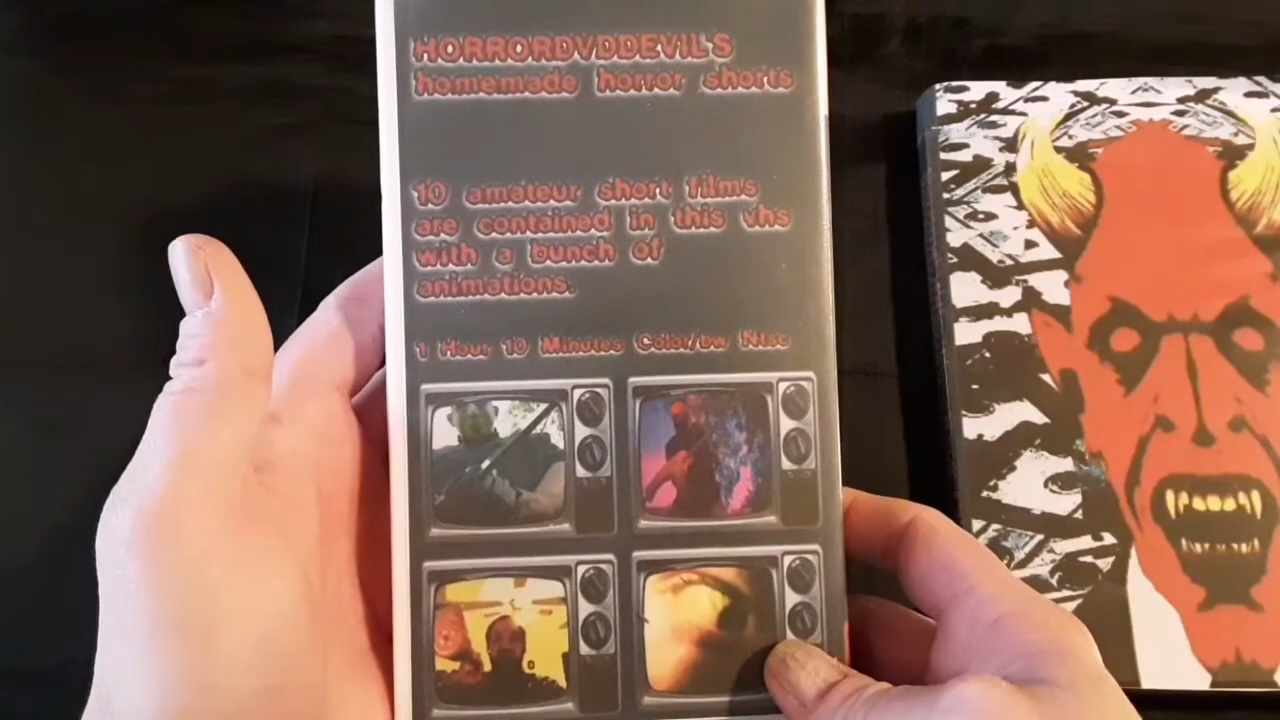 HORRORDVDDEVIL'S
homemade horror shorts
10 amateur short films
are contained in this vhs
with a bunch of
animations.
1 Hour 10 Minutes Color/bw Ntsc